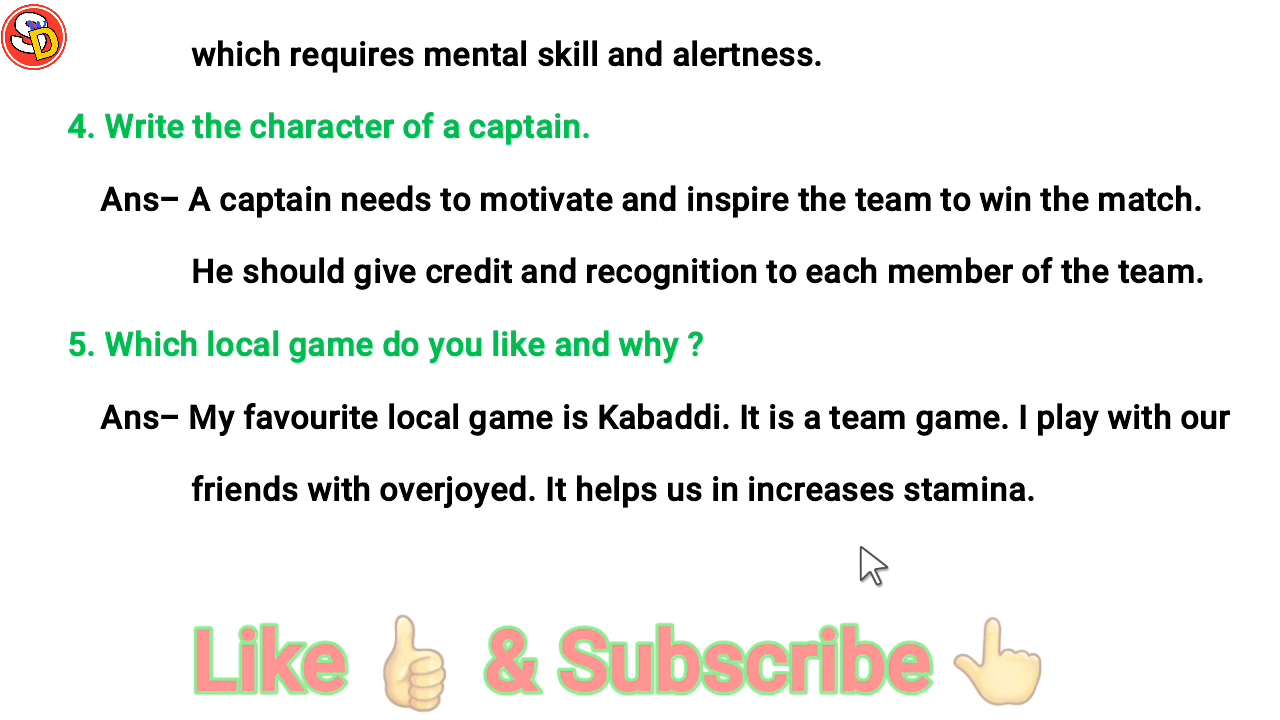 SD
which requires mental skill and alertness.
4. Write the character of a captain.
Ans– A captain needs to motivate and inspire the team to win the match.
He should give credit and recognition to each member of the team.
5. Which local game do you like and why ?
Ans– My favourite local game is Kabaddi. It is a team game. I play with our
friends with overjoyed. It helps us in increases stamina.
Like & Subscribe